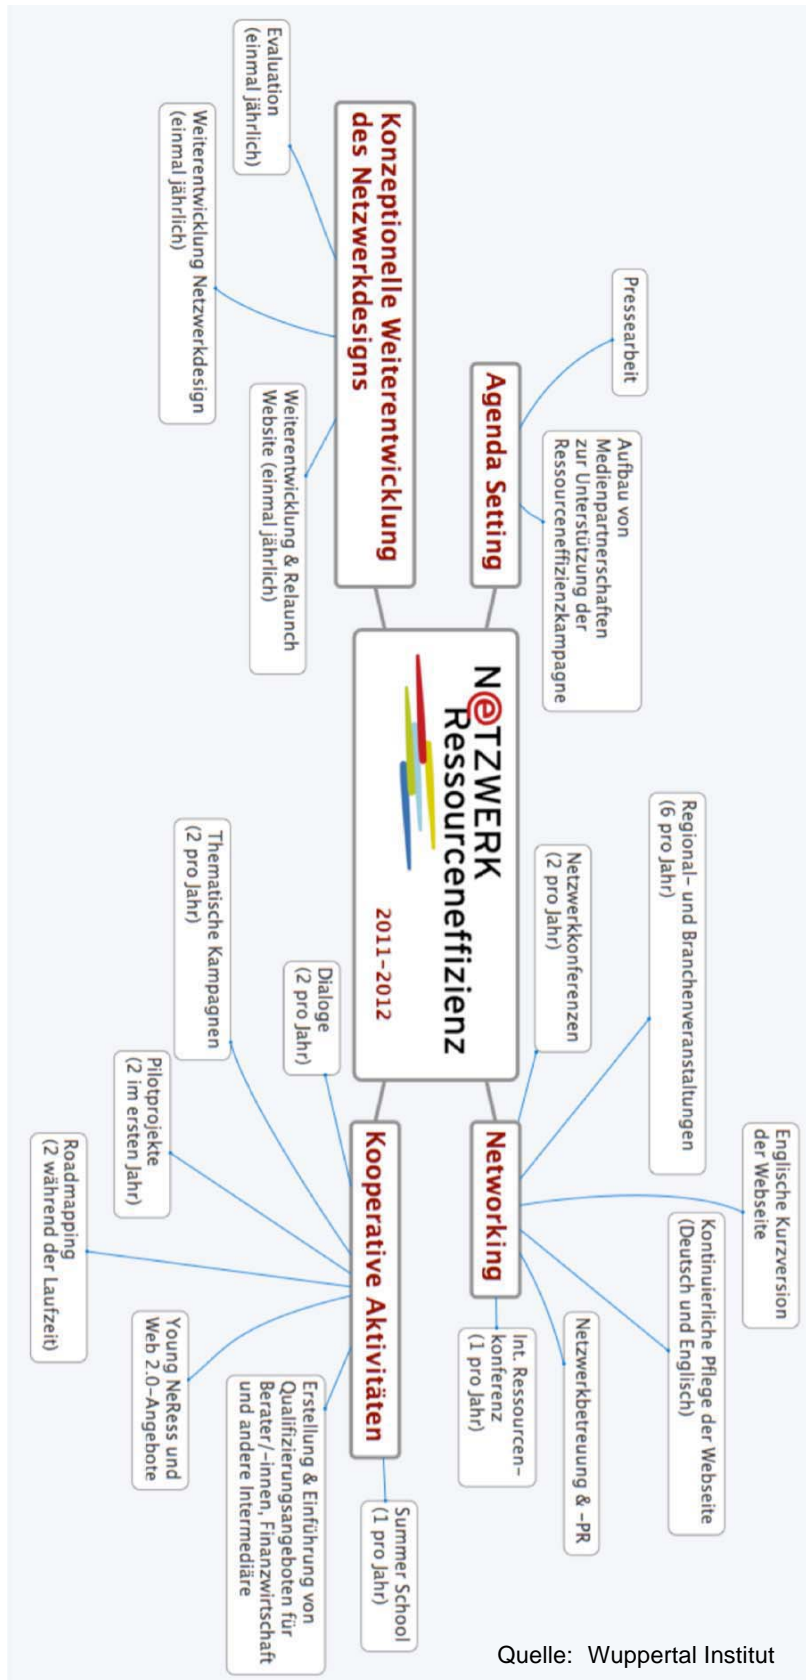 Pressearbeit
Aufbau von
Medienpartnerschaften
zur Unterstützung der
Ressourceneffizienzkampagne
Agenda Setting
Konzeptionelle Weiterentwicklung
des Netzwerkdesigns
Evaluation
(einmal jährlich)
Weiterentwicklung Netzwerkdesign
(einmal jährlich)
Weiterentwicklung & Relaunch
Website (einmal jährlich)
N@TZWERK
Ressourceneffizienz
2011-2012
Englische Kurzversion
der Webseite
Regional- und Branchenveranstaltungen
(6 pro Jahr)
Kontinuierliche Pflege der Webseite
(Deutsch und Englisch)
Netzwerkkonferenzen
(2 pro Jahr)
Netzwerkbetreuung & -PR
Networking
Int. Ressourcen-
konferenz
(1 pro Jahr)
Kooperative Aktivitäten
Summer School
(1 pro Jahr)
Dialoge
(2 pro Jahr)
Erstellung & Einführung von
Qualifizierungsangeboten für
Berater/-innen, Finanzwirtschaft
und andere Intermediäre
Thematische Kampagnen
(2 pro Jahr)
Young NeRess und
Web 2.0-Angebote
Pilotprojekte
(2 im ersten Jahr)
Roadmapping
(2 während der Laufzeit)
Quelle: Wuppertal Institut